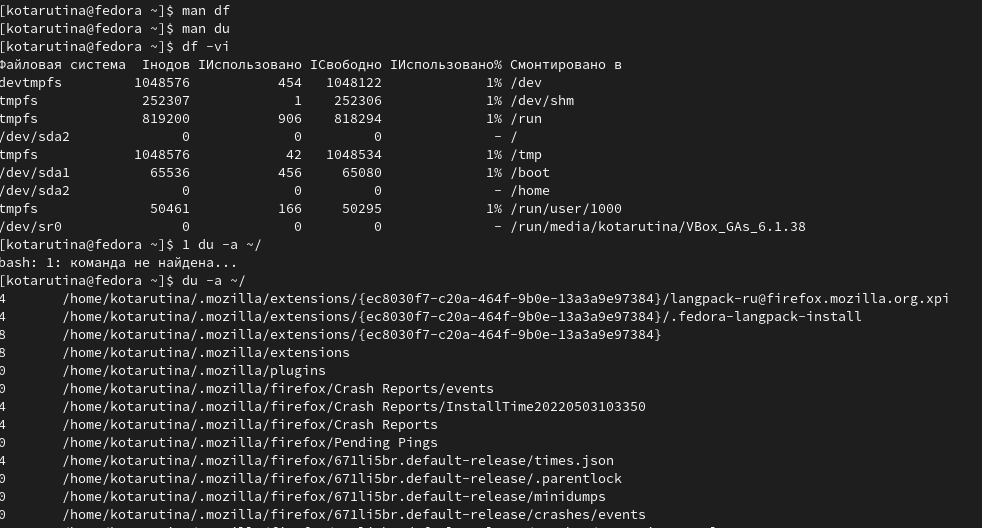 [kotarutina@fedora ~]$ man df
[kotarutina@fedora ~]$ man du
[kotarutina@fedora ~]$ df -vi
Файловая система  Iнодов IИспользовано IСвободно IИспользовано% Смонтировано в
devtmpfs         1048576           454   1048122             1% /dev
tmpfs             252307             1    252306             1% /dev/shm
tmpfs             819200           906    818294             1% /run
/dev/sda2              0             0         0              - /
tmpfs            1048576            42   1048534             1% /tmp
/dev/sda1          65536           456     65080             1% /boot
/dev/sda2              0             0         0              - /home
tmpfs              50461           166     50295             1% /run/user/1000
/dev/sr0               0             0         0              - /run/media/kotarutina/VBox_GAs_6.1.38
[kotarutina@fedora ~]$ 1 du -a ~/
bash: 1: команда не найдена...
[kotarutina@fedora ~]$ du -a ~/
4       /home/kotarutina/.mozilla/extensions/{ec8030f7-c20a-464f-9b0e-13a3a9e97384}/langpack-ru@firefox.mozilla.org.xpi
4       /home/kotarutina/.mozilla/extensions/{ec8030f7-c20a-464f-9b0e-13a3a9e97384}/.fedora-langpack-install
8       /home/kotarutina/.mozilla/extensions/{ec8030f7-c20a-464f-9b0e-13a3a9e97384}
8       /home/kotarutina/.mozilla/extensions
0       /home/kotarutina/.mozilla/plugins
0       /home/kotarutina/.mozilla/firefox/Crash Reports/events
4       /home/kotarutina/.mozilla/firefox/Crash Reports/InstallTime20220503103350
4       /home/kotarutina/.mozilla/firefox/Crash Reports
0       /home/kotarutina/.mozilla/firefox/Pending Pings
4       /home/kotarutina/.mozilla/firefox/671li5br.default-release/times.json
0       /home/kotarutina/.mozilla/firefox/671li5br.default-release/.parentlock
0       /home/kotarutina/.mozilla/firefox/671li5br.default-release/minidumps
0       /home/kotarutina/.mozilla/firefox/671li5br.default-release/crashes/events